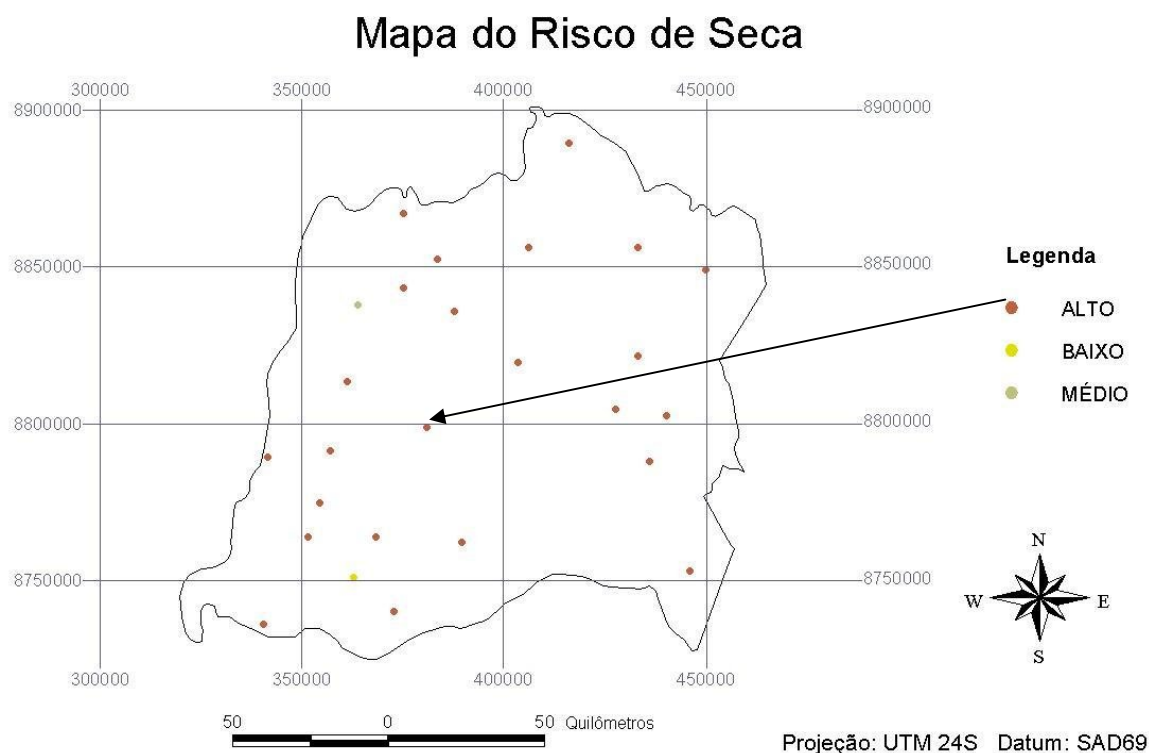 Mapa do Risco de Seca
300000 350000 400000 450000
8900000 8900000
8850000 8850000
Legenda
ALTO
BAIXO
MÉDIO
8800000 8800000
8750000 8750000
N
W E
S
300000 350000 400000 450000
50 0 50 Quilômetros
Projeção: UTM 24S Datum: SAD69